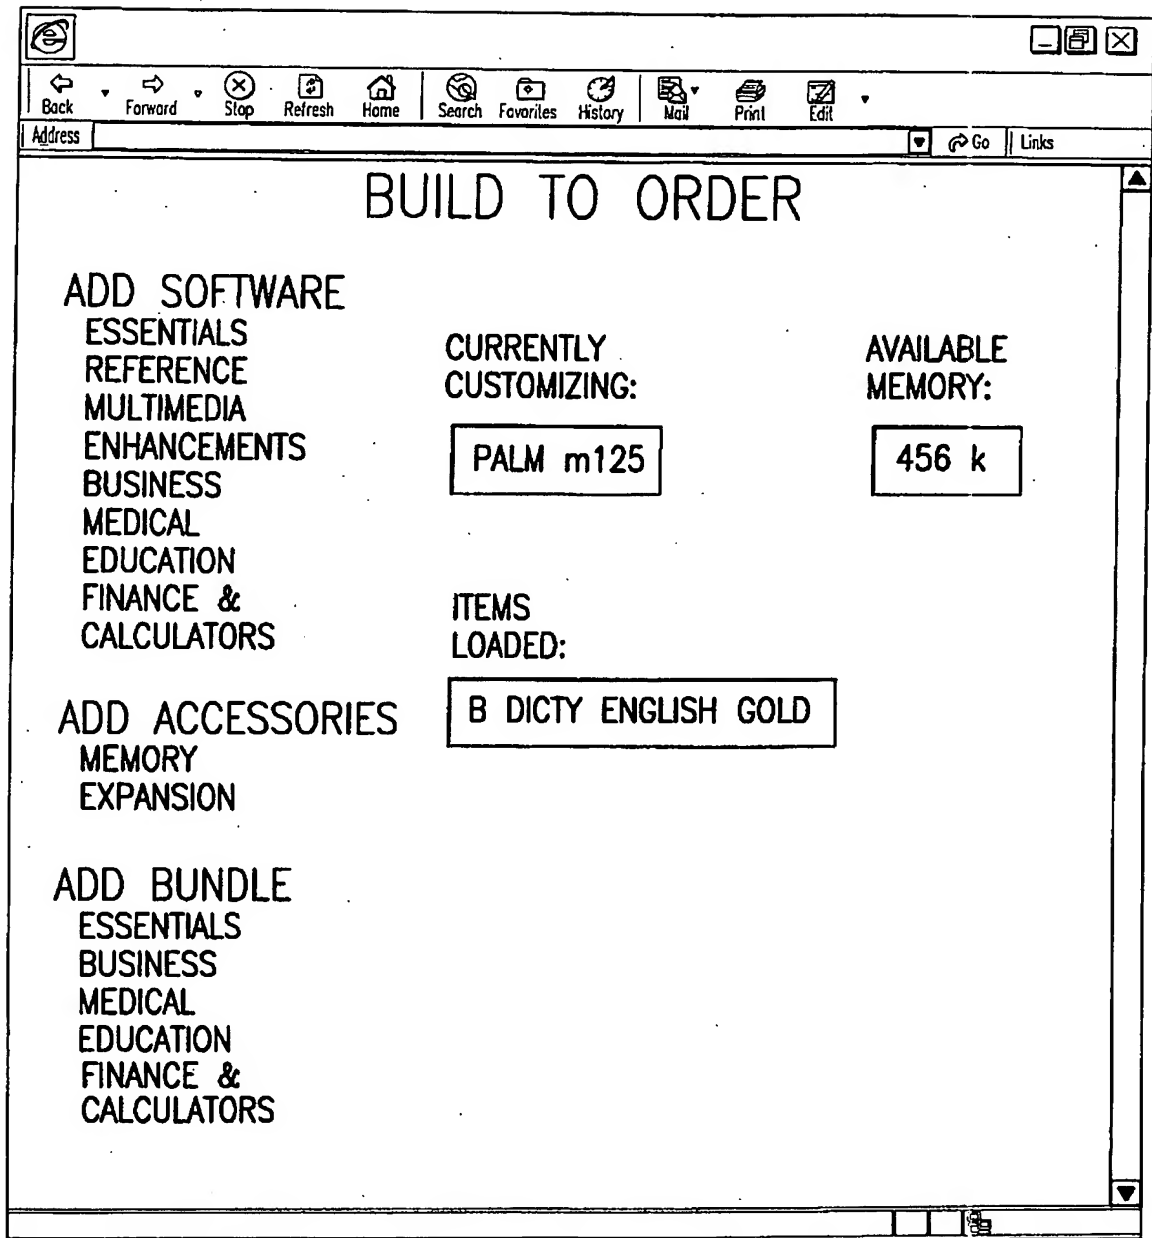 Back Forward Stop Refresh Home Search Favorites History Mail Print Edit
Address Go Links
BUILD TO ORDER
ADD SOFTWARE
ESSENTIALS
REFERENCE
MULTIMEDIA
ENHANCEMENTS
BUSINESS
MEDICAL
EDUCATION
FINANCE &
CALCULATORS
CURRENTLY
CUSTOMIZING:
PALM m125
AVAILABLE
MEMORY:
456 k
ITEMS
LOADED:
B DICTY ENGLISH GOLD
ADD ACCESSORIES
MEMORY
EXPANSION
ADD BUNDLE
ESSENTIALS
BUSINESS
MEDICAL
EDUCATION
FINANCE &
CALCULATORS